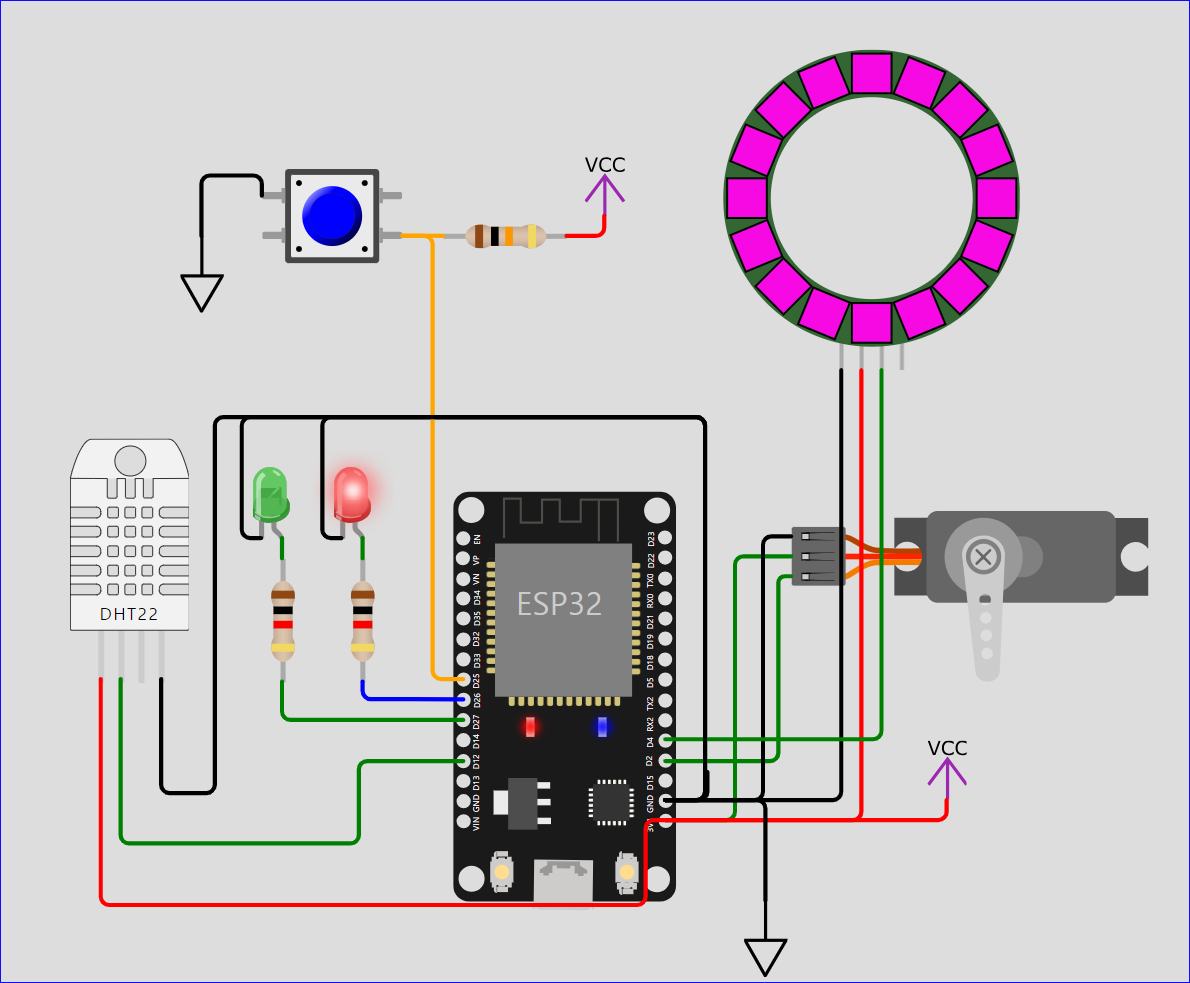 VCC
DHT22
ESP32
EN
VP
VN
D34
D35
D32
D33
D25
D26
D27
D14
D12
D13
GND
VIN
D23
D22
TX0
RX0
D21
D19
D18
D5
TX2
RX2
D4
D2
D15
GND
VCC